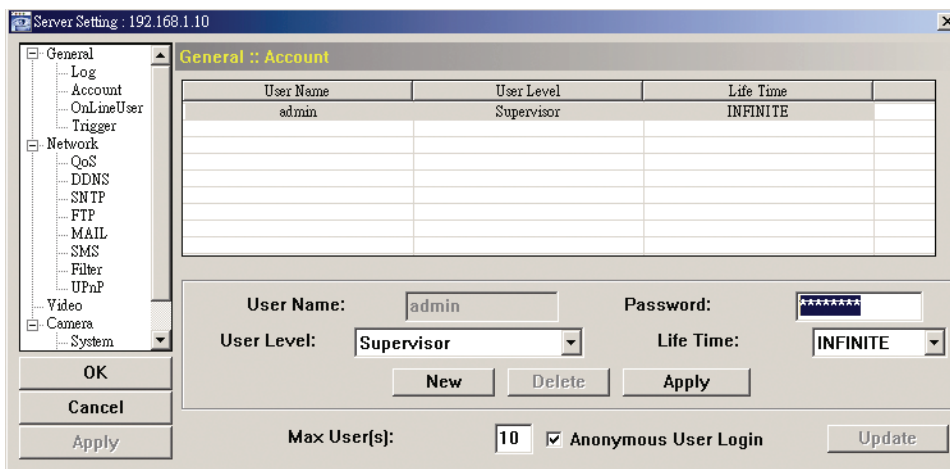 Server Setting : 192.168.1.10
General
Log
Account
OnLineUser
Trigger
Network
QoS
DDNS
SNTP
FTP
MAIL
SMS
Filter
UPnP
Video
Camera
System
OK
Cancel
Apply
General :: Account
User Name User Level Life Time
admin Supervisor INFINITE
User Name: admin Password: ********
User Level: Supervisor Life Time: INFINITE
New Delete Apply
Max User(s): 10 Anonymous User Login Update